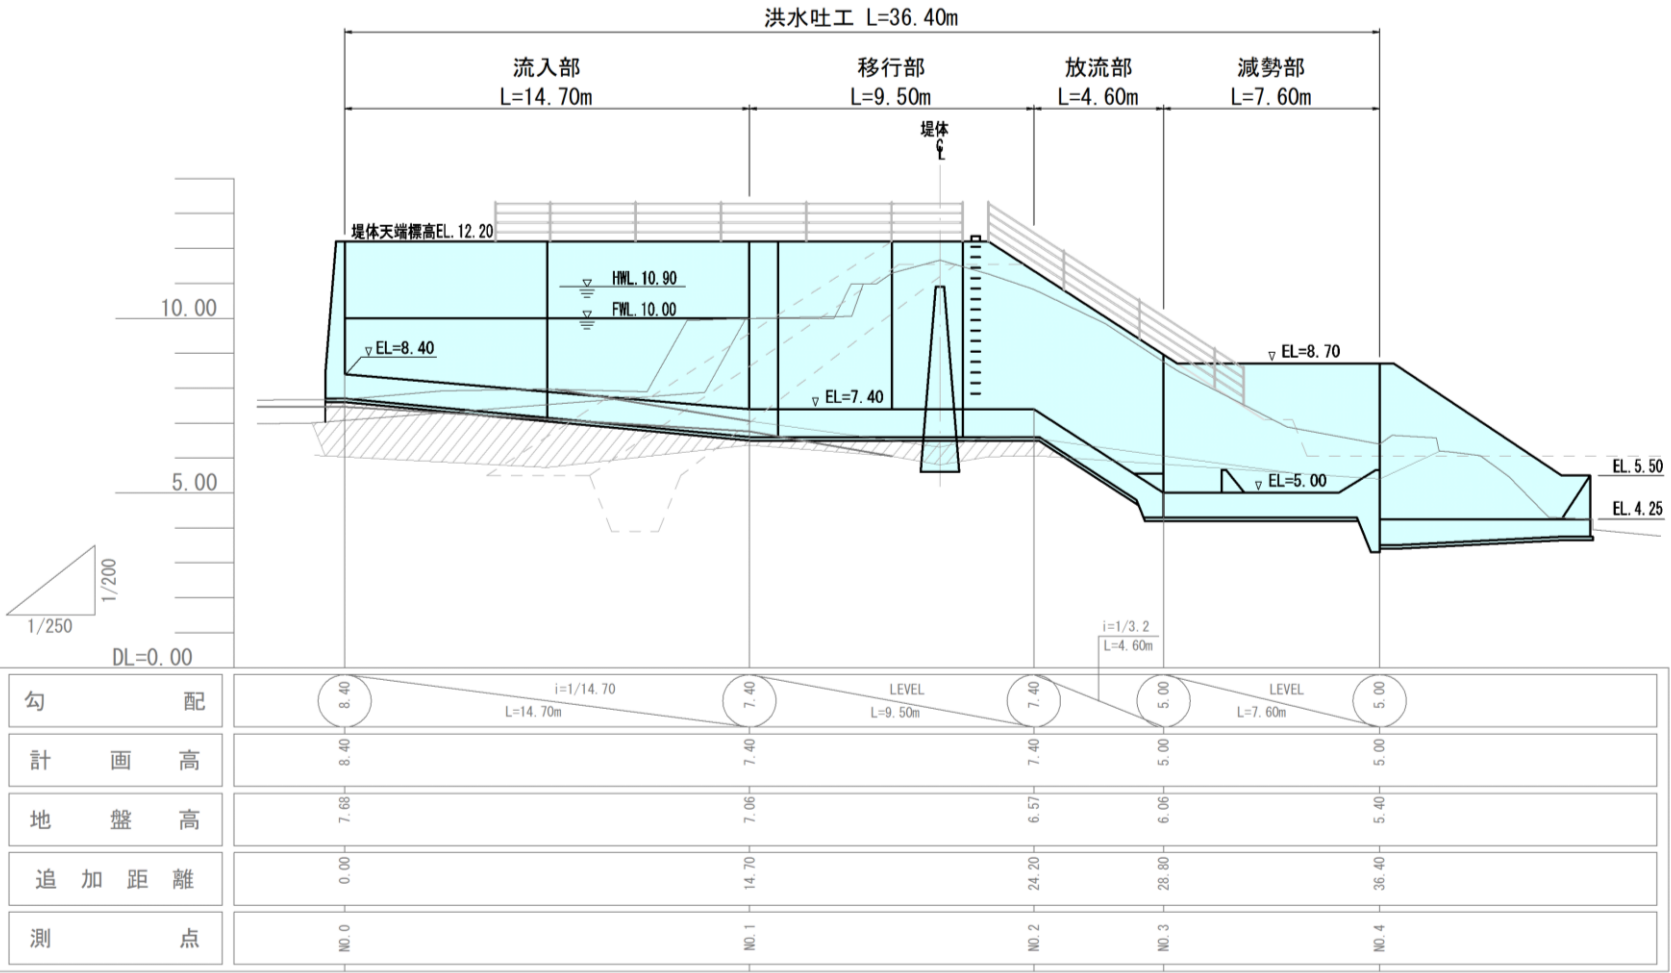 洪水吐工 L=36.40m
流入部 移行部 放流部 減勢部
L=14.70m L=9.50m L=4.60m L=7.60m
堤体
堤体天端標高EL.12.20
HWL.10.90
10.00
FWL.10.00
EL=8.40
EL=8.70
EL=7.40
5.00
EL=5.00
EL.5.50
EL.4.25
1/200
1/250
DL=0.00
i=1/3.2
L=4.60m
勾配
8.40
i=1/14.70
L=14.70m
7.40
LEVEL
L=9.50m
7.40
5.00
LEVEL
L=7.60m
5.00
計画高 8.40 7.40 7.40 5.00 5.00
地盤高 7.68 7.06 6.57 6.06 5.40
追加距離 0.00 14.70 24.20 28.80 36.40
測点 NO.0 NO.1 NO.2 NO.3 NO.4